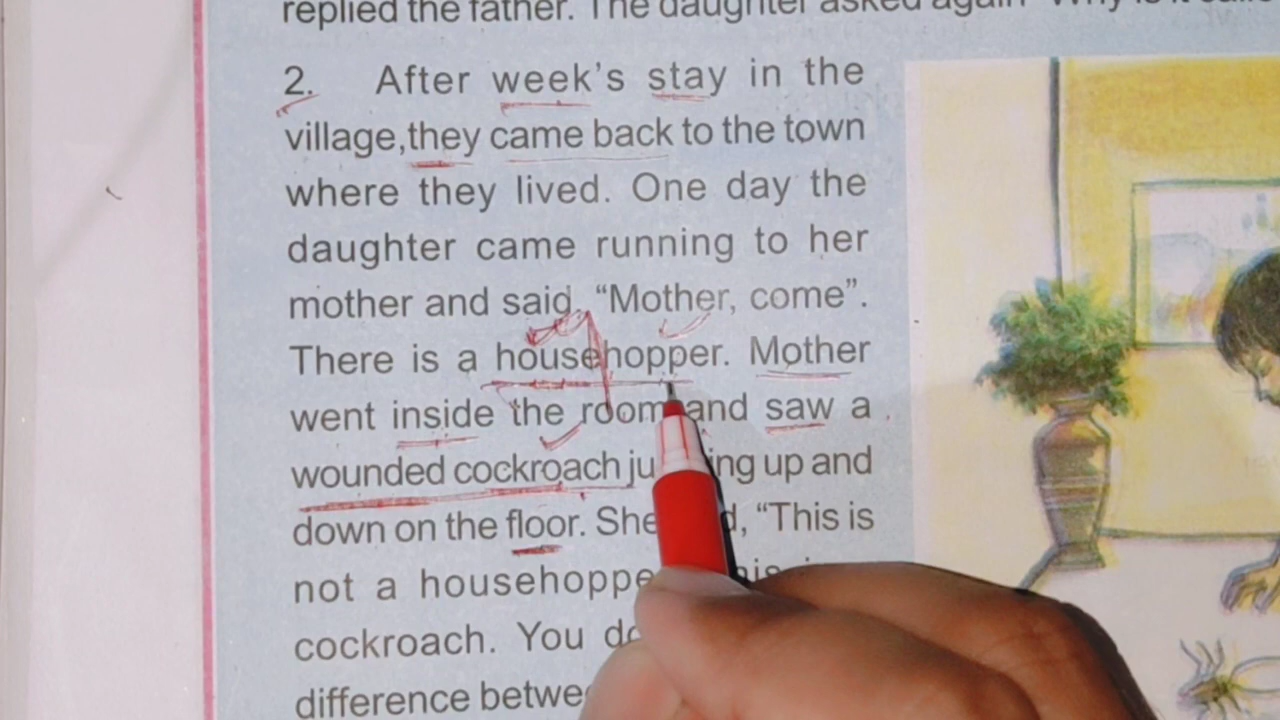 replied the father. The daughter asked again "Why is it
2. After week's stay in the
village,they came back to the town
where they lived. One day the
daughter came running to her
mother and said, "Mother, come".
There is a househopper. Mother
went inside the room and saw a
wounded cockroach ju ing up and
down on the floor. She d, "This is
not a househoppe
cockroach. You
difference